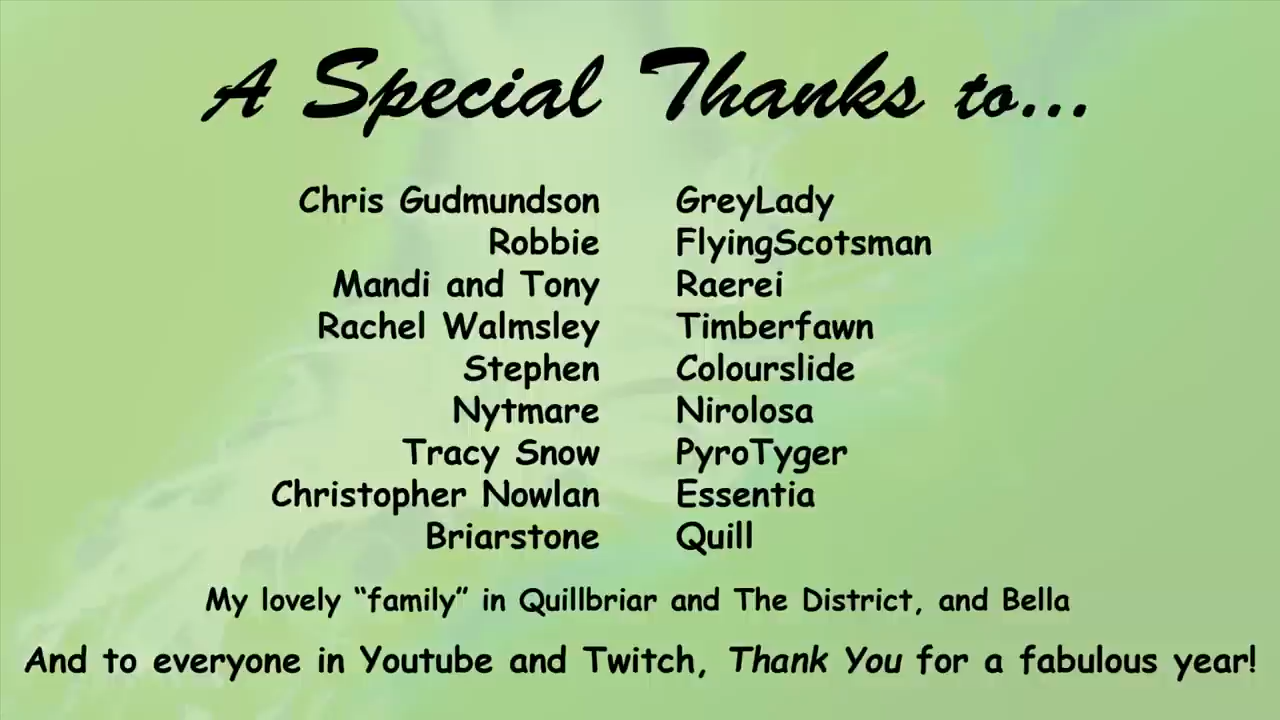 A Special Thanks to...
Chris Gudmundson GreyLady
Robbie FlyingScotsman
Mandi and Tony Raerei
Rachel Walmsley Timberfawn
Stephen Colourslide
Nytmare Nirolosa
Tracy Snow PyroTyger
Christopher Nowlan Essentia
Briarstone Quill
My lovely “family” in Quillbriar and The District, and Bella
And to everyone in Youtube and Twitch, Thank You for a fabulous year!